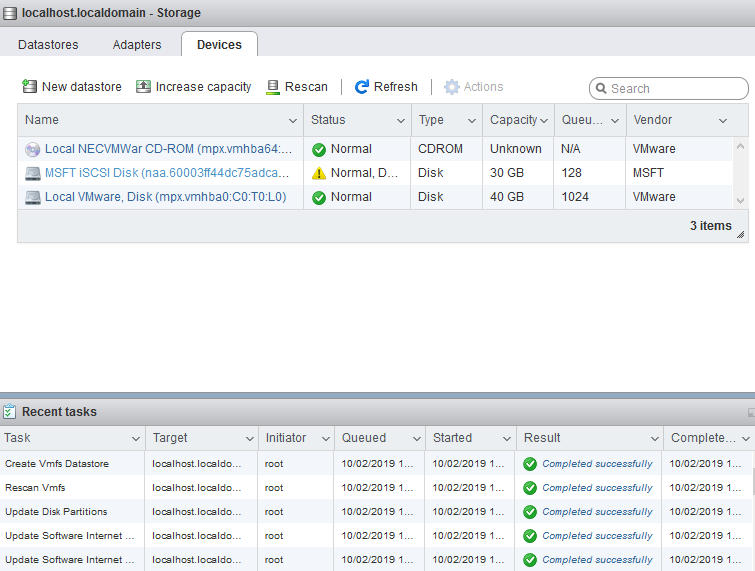 localhost.localdomain - Storage
Datastores Adapters Devices
New datastore Increase capacity Rescan Refresh Actions Search
Name Status Type Capacity Queu... Vendor
Local NECVMWar CD-ROM (mpx.vmhba64:... Normal CDROM Unknown N/A VMware
MSFT iSCSI Disk (naa.60003ff44dc75adca... Normal, D... Disk 30 GB 128 MSFT
Local VMware, Disk (mpx.vmhba0:C0:T0:L0) Normal Disk 40 GB 1024 VMware
3 items
Recent tasks
Task Target Initiator Queued Started Result Complete...
Create Vmfs Datastore localhost.localdo... root 10/02/2019 1... 10/02/2019 1... Completed successfully 10/02/2019 1...
Rescan Vmfs localhost.localdo... root 10/02/2019 1... 10/02/2019 1... Completed successfully 10/02/2019 1...
Update Disk Partitions localhost.localdo... root 10/02/2019 1... 10/02/2019 1... Completed successfully 10/02/2019 1...
Update Software Internet ... localhost.localdo... root 10/02/2019 1... 10/02/2019 1... Completed successfully 10/02/2019 1...
Update Software Internet ... localhost.localdo... root 10/02/2019 1... 10/02/2019 1... Completed successfully 10/02/2019 1...